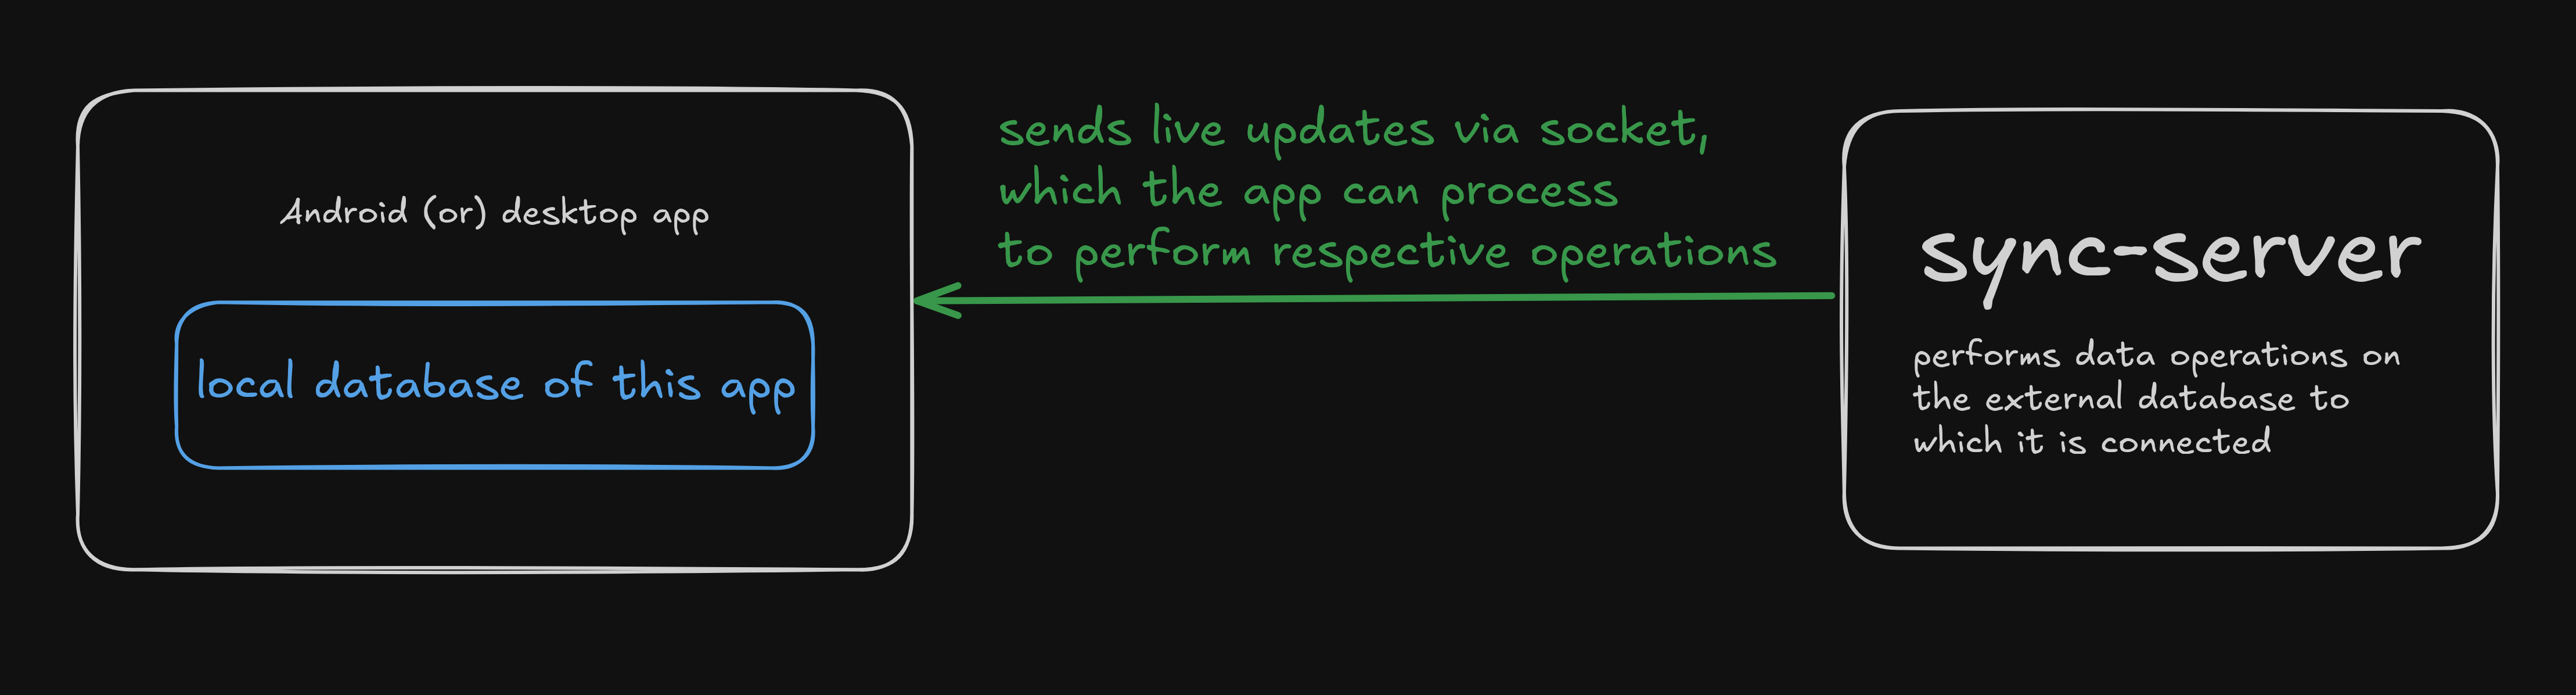 Android (or) desktop app
local database of this app
sends live updates via socket,
which the app can process
to perform respective operations
sync-server
performs data operations on
the external database to
which it is connected